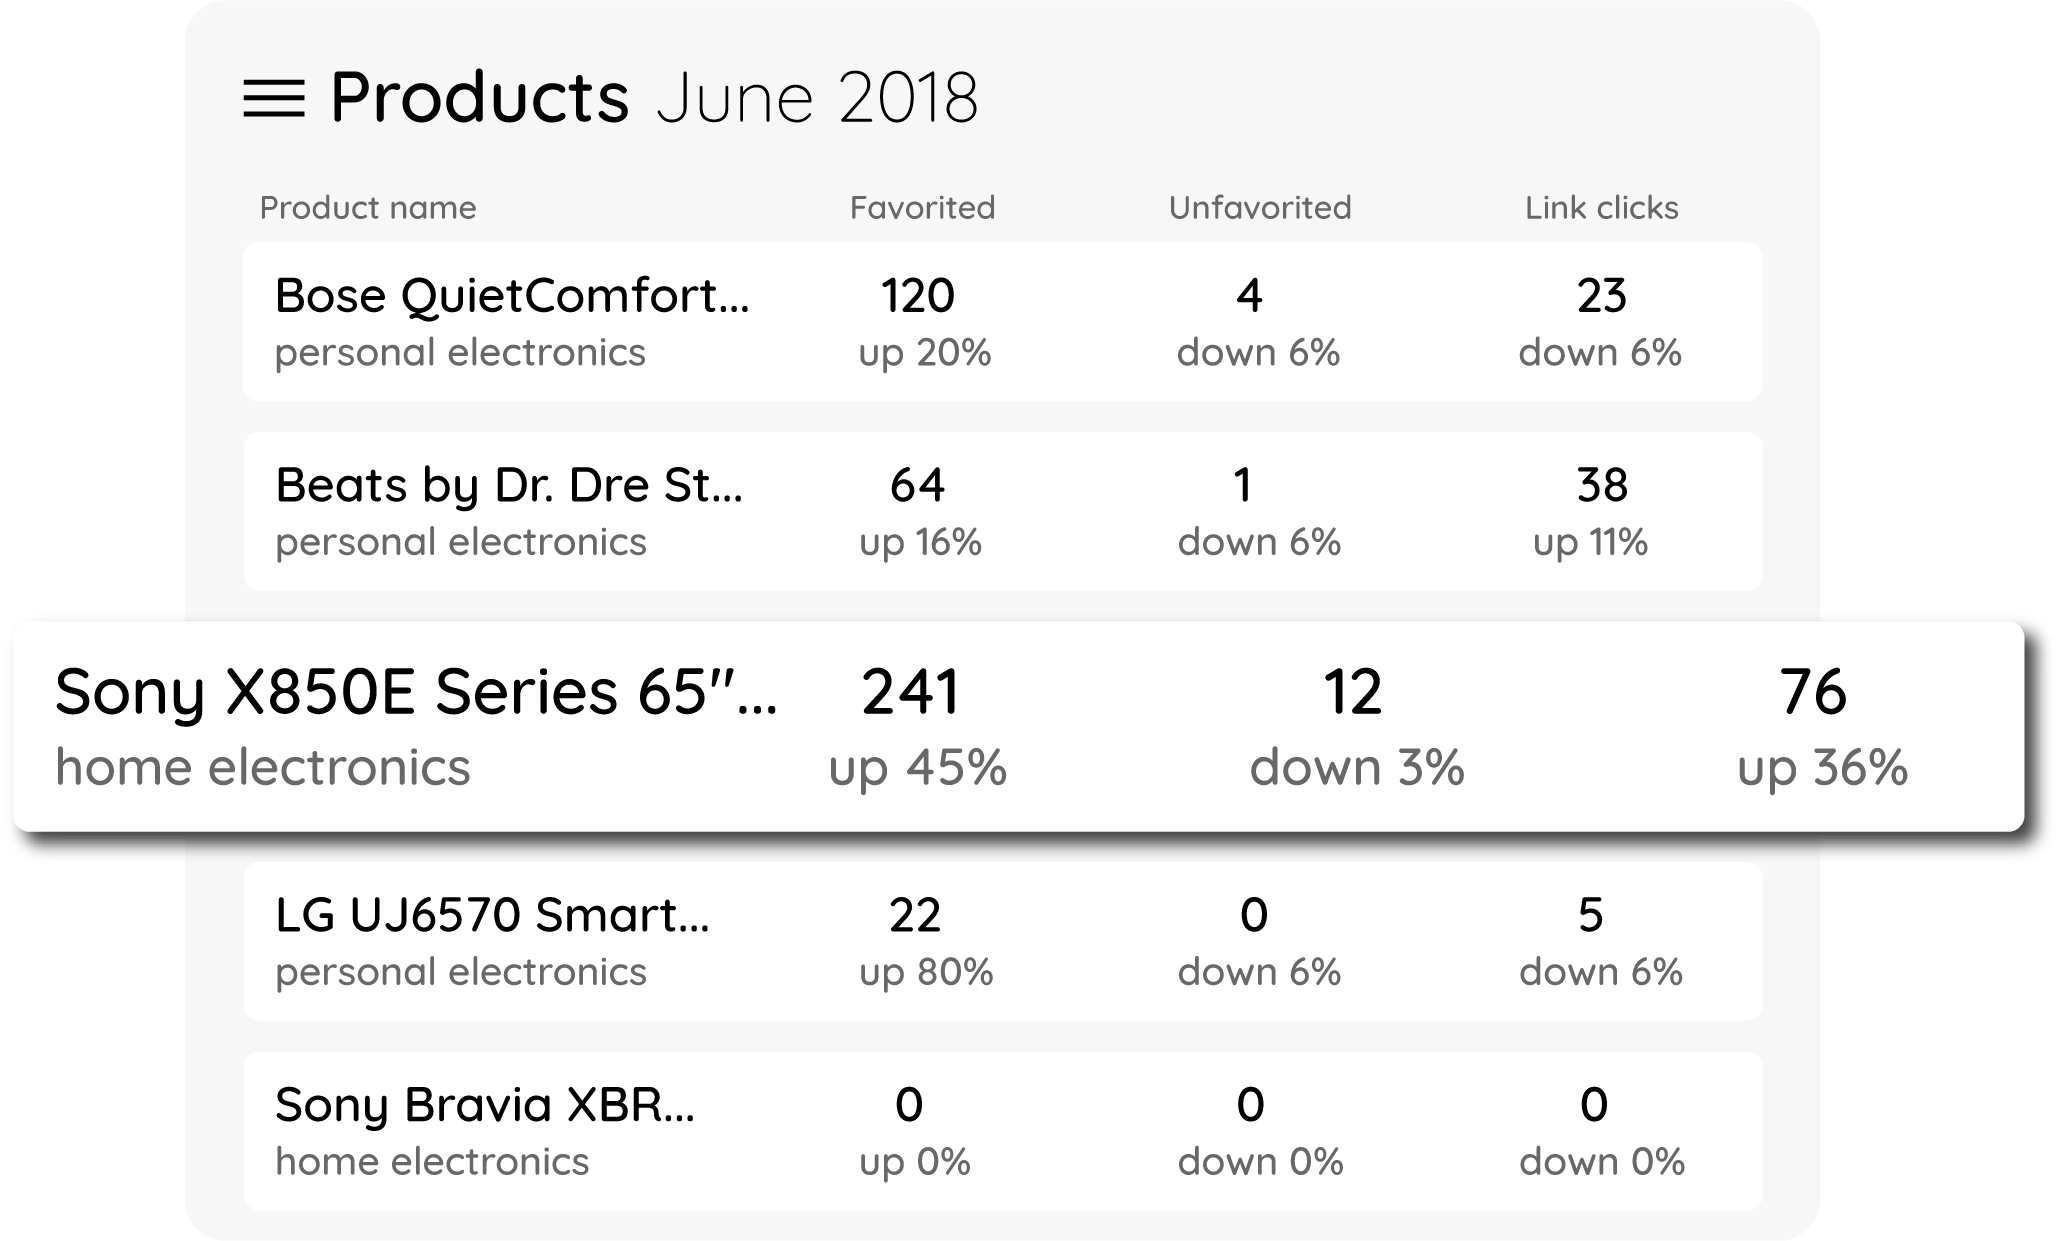 Products June 2018
Product name Favorited Unfavorited Link clicks
Bose QuietComfort... 120 4 23
personal electronics up 20% down 6% down 6%
Beats by Dr. Dre St... 64 1 38
personal electronics up 16% down 6% up 11%
Sony X850E Series 65"... 241 12 76
home electronics up 45% down 3% up 36%
LG UJ6570 Smart... 22 0 5
personal electronics up 80% down 6% down 6%
Sony Bravia XBR... 0 0 0
home electronics up 0% down 0% down 0%